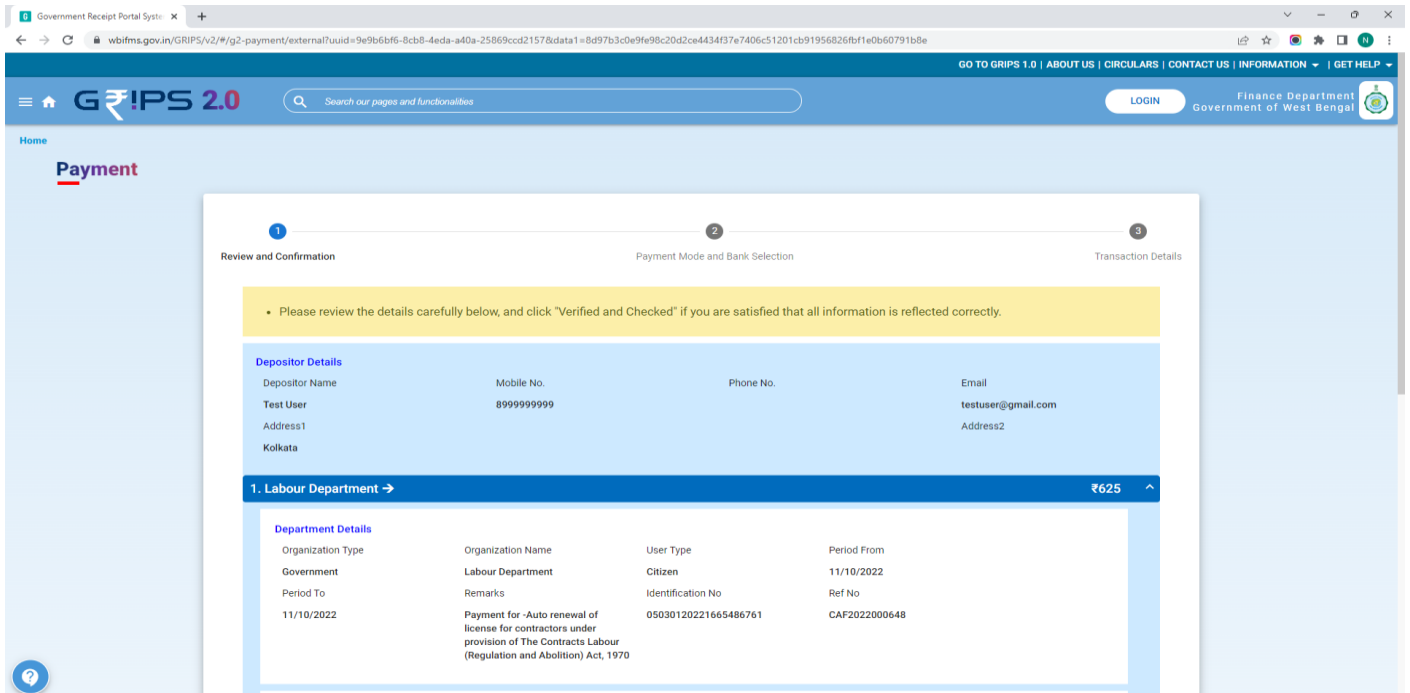 G Government Receipt Portal Syste
wbifms.gov.in/GRIPS/v2/#/g2-payment/external?uuid=9e9b6bf6-8cb8-4eda-a40a-25869ccd2157&data1=8d97b3c0e9fe98c20d2ce4434f37e7406c51201cb91956826fbf1e0b60791b8e N
GO TO GRIPS 1.0 | ABOUT US | CIRCULARS | CONTACT US | INFORMATION | GET HELP
G₹!PS 2.0 Search our pages and functionalities LOGIN Finance Department
Government of West Bengal
Home
Payment
1 2 3
Review and Confirmation Payment Mode and Bank Selection Transaction Details
• Please review the details carefully below, and click "Verified and Checked" if you are satisfied that all information is reflected correctly.
Depositor Details
Depositor Name Mobile No. Phone No. Email
Test User 8999999999 testuser@gmail.com
Address1 Address2
Kolkata
1. Labour Department → ₹625
Department Details
Organization Type Organization Name User Type Period From
Government Labour Department Citizen 11/10/2022
Period To Remarks Identification No Ref No
11/10/2022 Payment for -Auto renewal of 05030120221665486761 CAF2022000648
license for contractors under
provision of The Contracts Labour
(Regulation and Abolition) Act, 1970
?